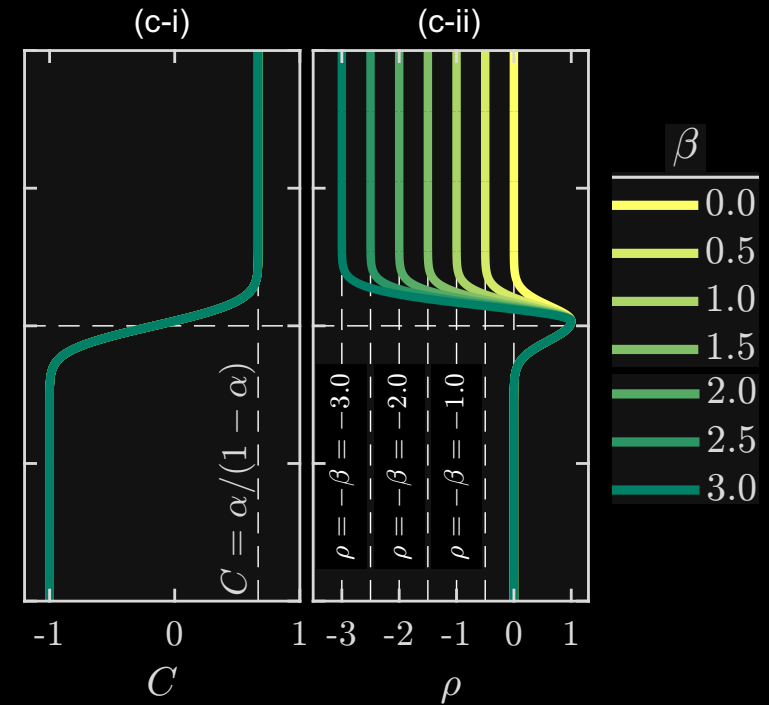 (c-i)
(c-ii)
β
0.0
0.5
1.0
1.5
2.0
2.5
3.0
C = α/(1 − α)
ρ = −β = −3.0
ρ = −β = −2.0
ρ = −β = −1.0
-1 0 1
-3 -2 -1 0 1
C
ρ